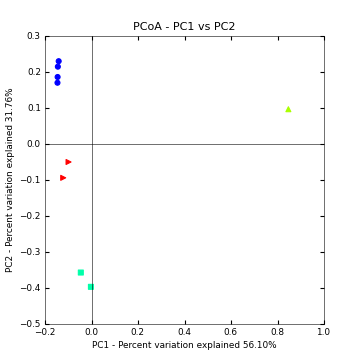 PCoA - PC1 vs PC2
0.3
0.2
0.1
0.0
−0.1
−0.2
−0.3
−0.4
−0.5
PC2 - Percent variation explained 31.76%
−0.2 0.0 0.2 0.4 0.6 0.8 1.0
PC1 - Percent variation explained 56.10%